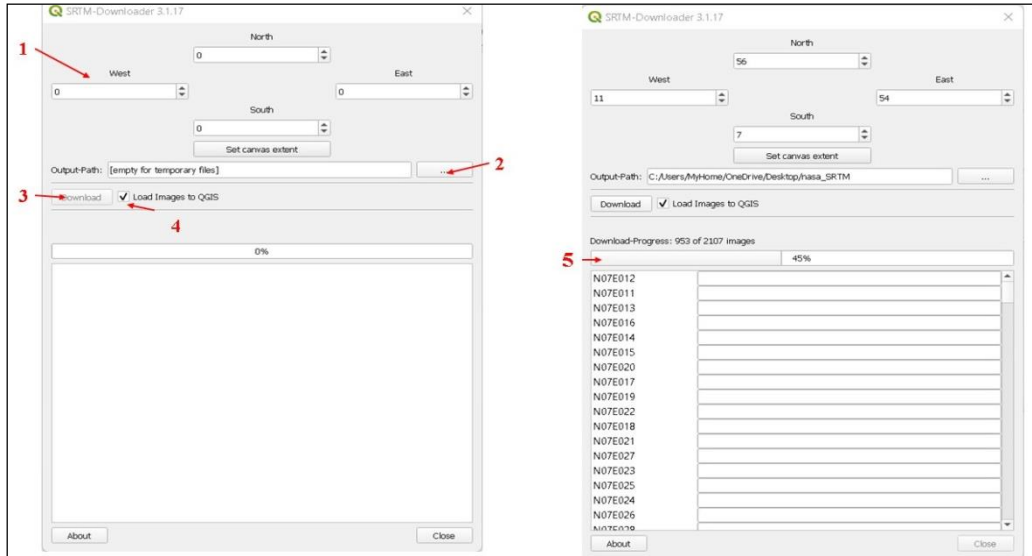 SRTM-Downloader 3.1.17
North
1
0
West
East
0
0
South
0
Set canvas extent
Output-Path: [empty for temporary files] ...
2
3
Download Load Images to QGIS
4
0%
About
Close
SRTM-Downloader 3.1.17
North
56
West
East
11
54
South
7
Set canvas extent
Output-Path: C:/Users/MyHome/OneDrive/Desktop/nasa_SRTM ...
Download Load Images to QGIS
Download-Progress: 953 of 2107 images
5
45%
N07E012
N07E011
N07E013
N07E016
N07E014
N07E015
N07E020
N07E017
N07E019
N07E022
N07E018
N07E021
N07E027
N07E023
N07E025
N07E024
N07E026
N07E028
About
Close